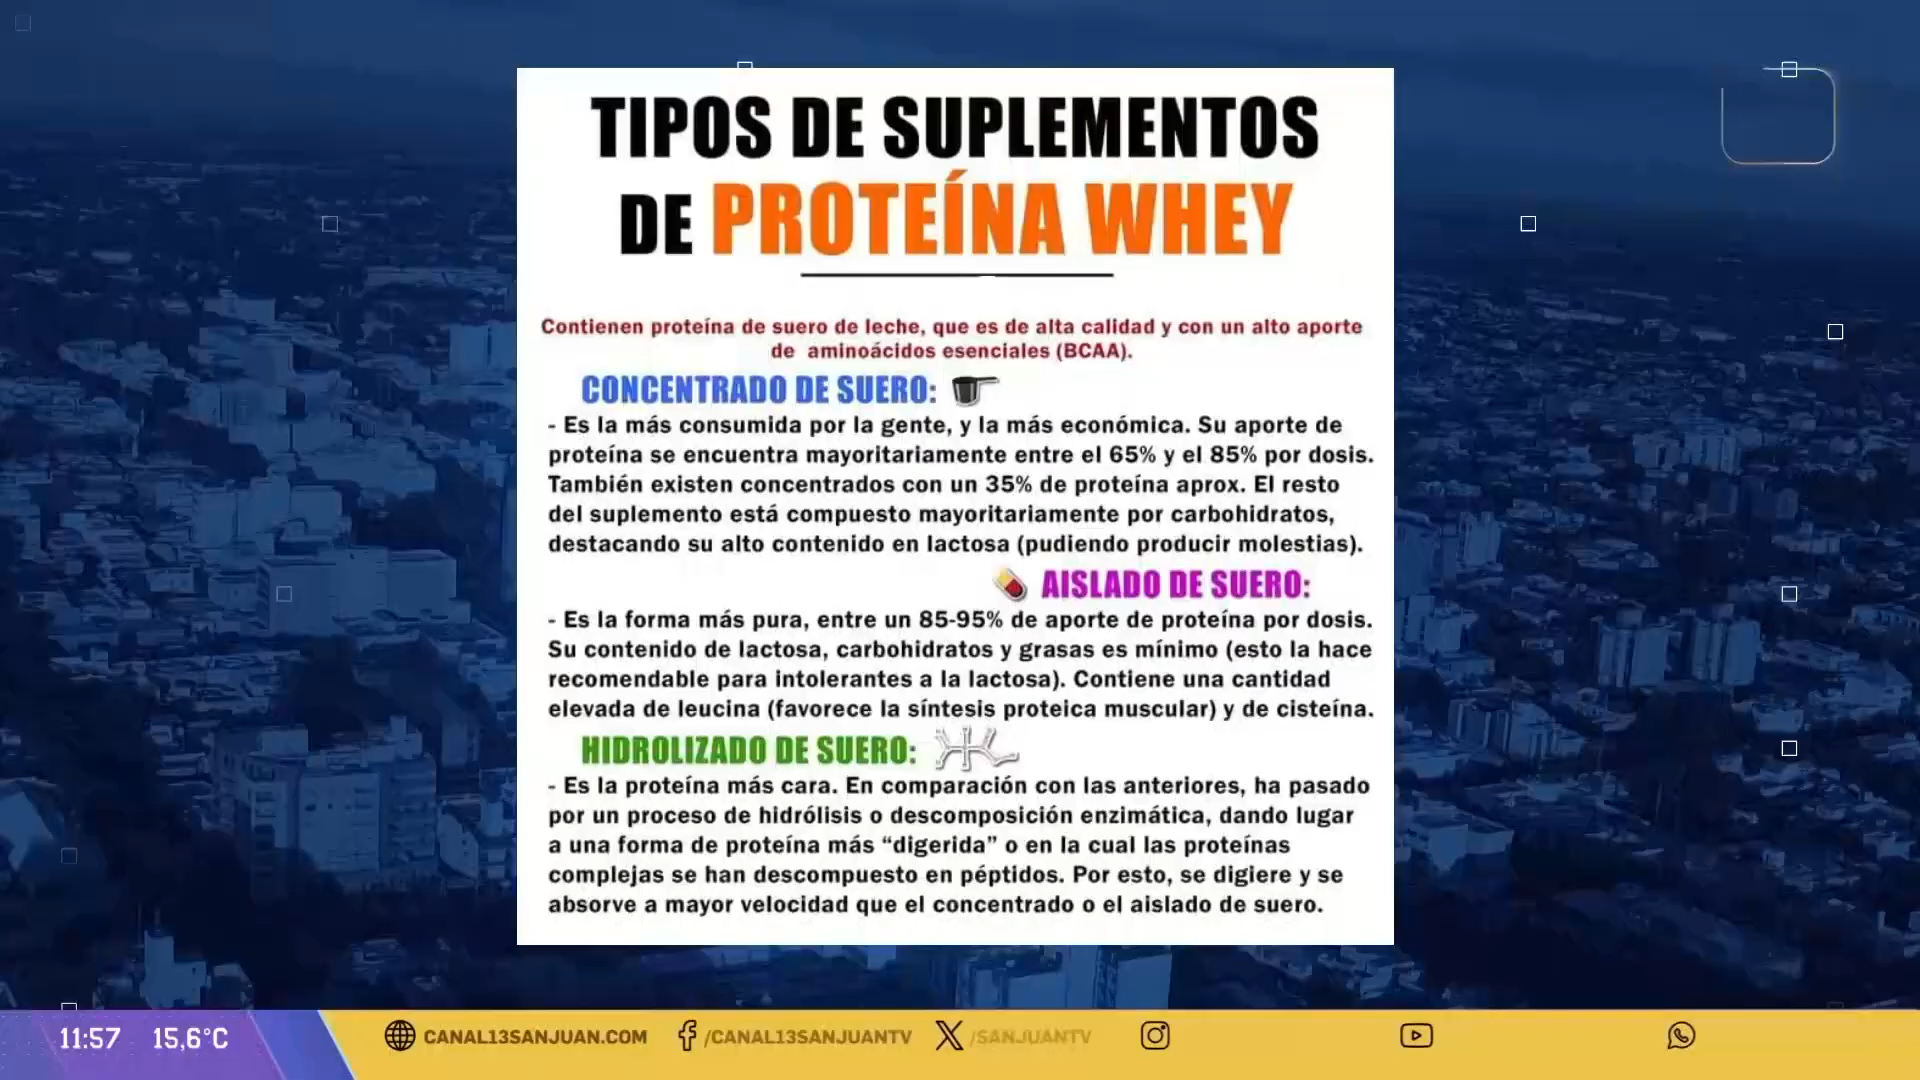 TIPOS DE SUPLEMENTOS
DE PROTEÍNA WHEY
Contienen proteína de suero de leche, que es de alta calidad y con un alto aporte
de aminoácidos esenciales (BCAA).
CONCENTRADO DE SUERO:
- Es la más consumida por la gente, y la más económica. Su aporte de
proteína se encuentra mayoritariamente entre el 65% y el 85% por dosis.
También existen concentrados con un 35% de proteína aprox. El resto
del suplemento está compuesto mayoritariamente por carbohidratos,
destacando su alto contenido en lactosa (pudiendo producir molestias).
AISLADO DE SUERO:
- Es la forma más pura, entre un 85-95% de aporte de proteína por dosis.
Su contenido de lactosa, carbohidratos y grasas es mínimo (esto la hace
recomendable para intolerantes a la lactosa). Contiene una cantidad
elevada de leucina (favorece la síntesis proteica muscular) y de cisteína.
HIDROLIZADO DE SUERO:
- Es la proteína más cara. En comparación con las anteriores, ha pasado
por un proceso de hidrólisis o descomposición enzimática, dando lugar
a una forma de proteína más “digerida” o en la cual las proteínas
complejas se han descompuesto en péptidos. Por esto, se digiere y se
absorve a mayor velocidad que el concentrado o el aislado de suero.
11:57 15,6°C CANAL13SANJUAN.COM /CANAL13SANJUANTV /SANJUANTV